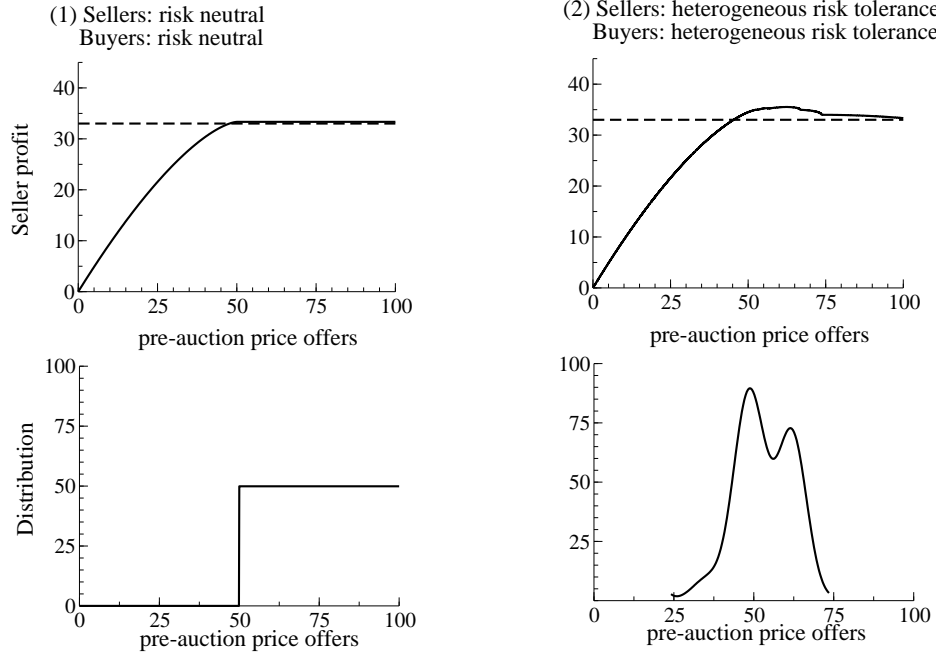 (1) Sellers: risk neutral
Buyers: risk neutral
(2) Sellers: heterogeneous risk tolerance
Buyers: heterogeneous risk tolerance
Seller profit
40
30
20
10
0
0 25 50 75 100
pre-auction price offers
40
30
20
10
0
0 25 50 75 100
pre-auction price offers
Distribution
100
75
50
25
0
0 25 50 75 100
pre-auction price offers
100
75
50
25
0 25 50 75 100
pre-auction price offers